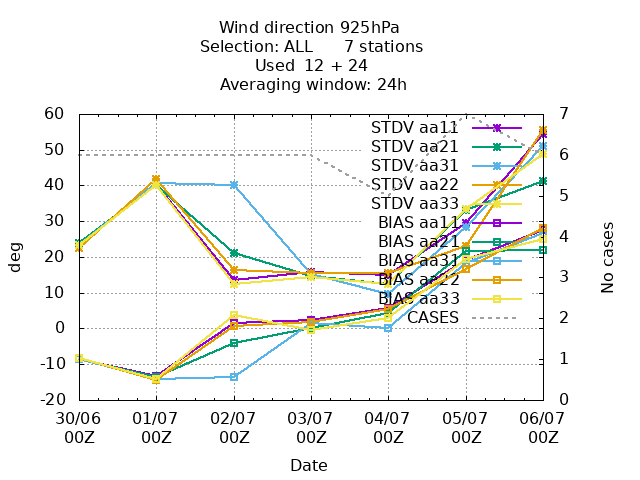 Wind direction 925hPa
Selection: ALL      7 stations
Used  12 + 24
Averaging window: 24h
60
50
40
30
20
10
0
-10
-20
deg
7
6
5
4
3
2
1
0
No cases
STDV aa11
STDV aa21
STDV aa31
STDV aa22
STDV aa33
BIAS aa11
BIAS aa21
BIAS aa31
BIAS aa22
BIAS aa33
CASES
30/06 01/07 02/07 03/07 04/07 05/07 06/07
00Z 00Z 00Z 00Z 00Z 00Z 00Z
Date